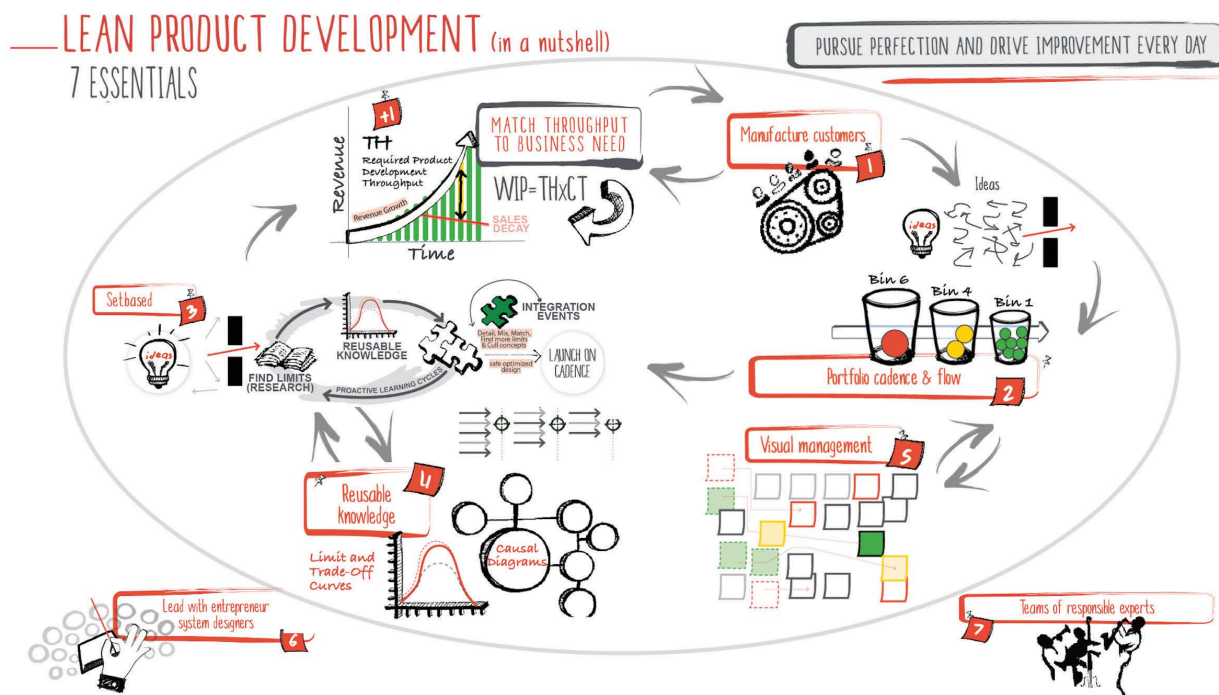 LEAN PRODUCT DEVELOPMENT (in a nutshell)
7 ESSENTIALS
PURSUE PERFECTION AND DRIVE IMPROVEMENT EVERY DAY
+1
MATCH THROUGHPUT
TO BUSINESS NEED
TH
Required Product
Development
Throughput
Revenue
Revenue Growth
SALES
DECAY
Time
WIP=THxCT
Manufacture customers
1
Ideas
ideas
Bin 6
Bin 4
Bin 1
Portfolio cadence & flow
2
Setbased
3
ideas
FIND LIMITS
(RESEARCH)
REUSABLE
KNOWLEDGE
PROACTIVE LEARNING CYCLES
INTEGRATION
EVENTS
Detail, Mix, Match,
Find more limits
& Cull concepts
safe optimized
design
LAUNCH ON
CADENCE
Visual management
5
Reusable
knowledge
4
Limit and
Trade-Off
Curves
Causal
Diagrams
Lead with entrepreneur
system designers
6
Teams of responsible experts
7